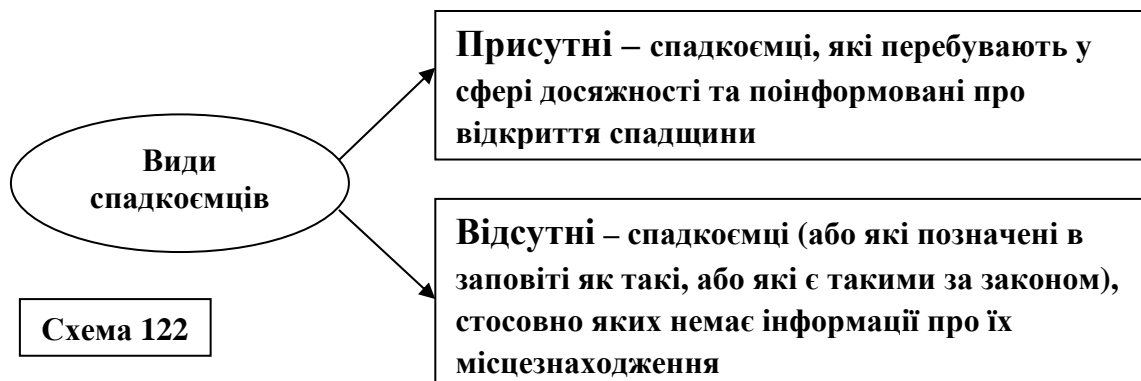 Присутні – спадкоємці, які перебувають у
сфері досяжності та поінформовані про
відкриття спадщини
Види
спадкоємців
Відсутні – спадкоємці (або які позначені в
заповіті як такі, або які є такими за законом),
стосовно яких немає інформації про їх
місцезнаходження
Схема 122